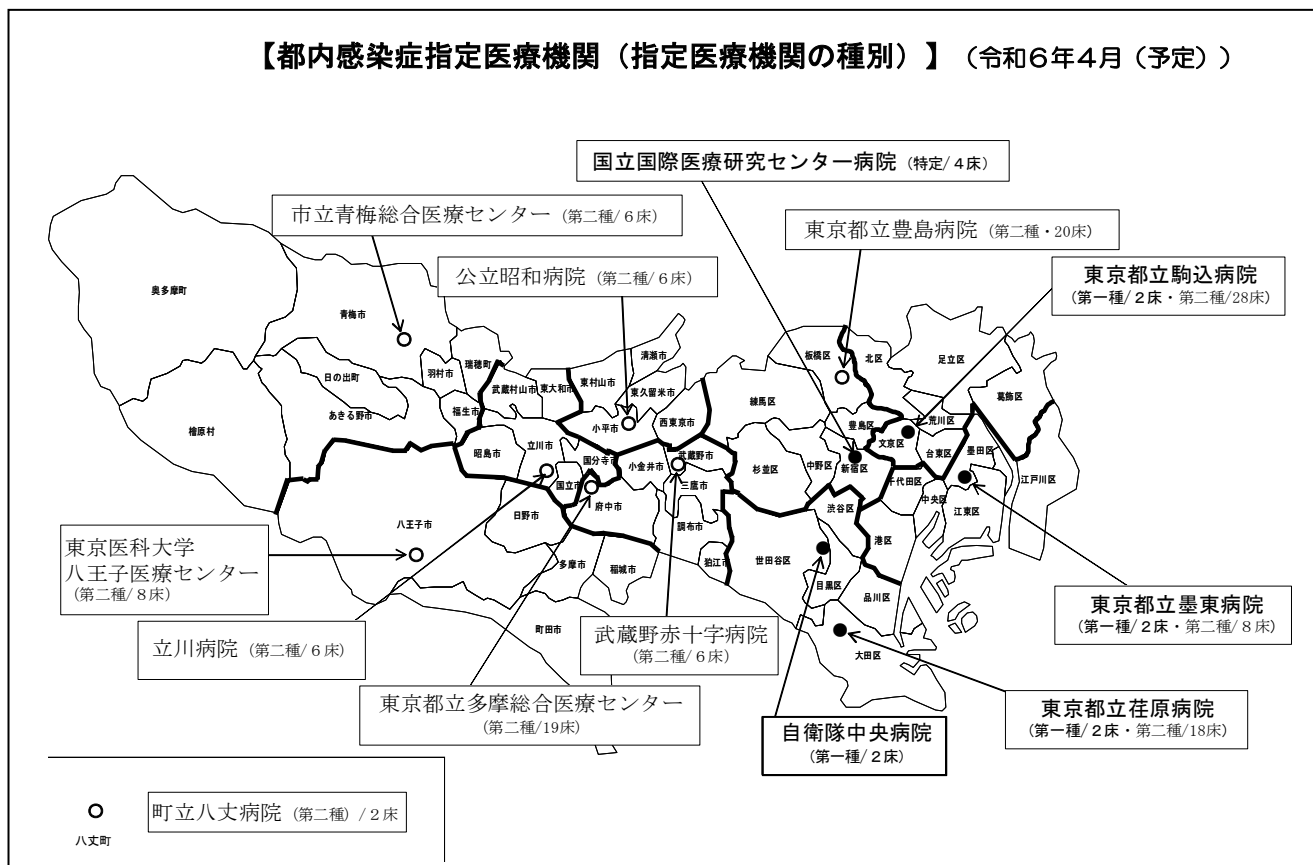 【都内感染症指定医療機関（指定医療機関の種別）】（令和６年４月（予定））
国立国際医療研究センター病院（特定/４床）
市立青梅総合医療センター（第二種/６床）
東京都立豊島病院（第二種・20床）
公立昭和病院（第二種/６床）
東京都立駒込病院
（第一種/２床・第二種/28床）
奥多摩町
青梅市
日の出町
あきる野市
檜原村
羽村市
瑞穂町
福生市
武蔵村山市
東大和市
東村山市
清瀬市
東久留米市
小平市
西東京市
昭島市
立川市
国分寺市
国立市
小金井市
武蔵野市
三鷹市
府中市
調布市
狛江市
八王子市
日野市
多摩市
稲城市
町田市
板橋区
北区
足立区
葛飾区
練馬区
豊島区
文京区
荒川区
台東区
墨田区
江戸川区
杉並区
中野区
新宿区
千代田区
中央区
江東区
渋谷区
港区
世田谷区
目黒区
品川区
大田区
東京医科大学
八王子医療センター
（第二種/８床）
立川病院（第二種/６床）
武蔵野赤十字病院
（第二種/６床）
東京都立多摩総合医療センター
（第二種/19床）
東京都立墨東病院
（第一種/２床・第二種/８床）
自衛隊中央病院
（第一種/２床）
東京都立荏原病院
（第一種/２床・第二種/18床）
町立八丈病院（第二種）/２床
八丈町